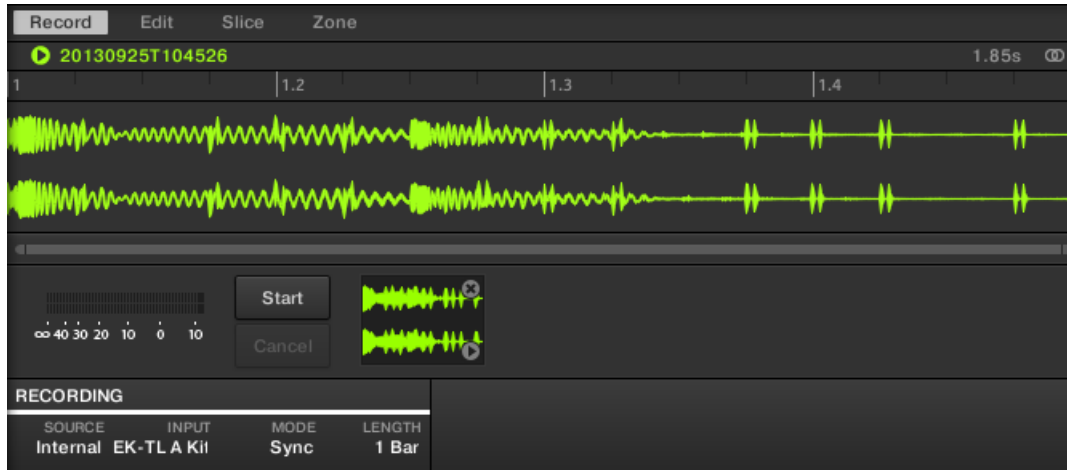 Record Edit Slice Zone
20130925T104526 1.85s
1 1.2 1.3 1.4
Start
∞ 40 30 20 10 0 10
Cancel
RECORDING
SOURCE INPUT MODE LENGTH
Internal EK-TL A Kit Sync 1 Bar